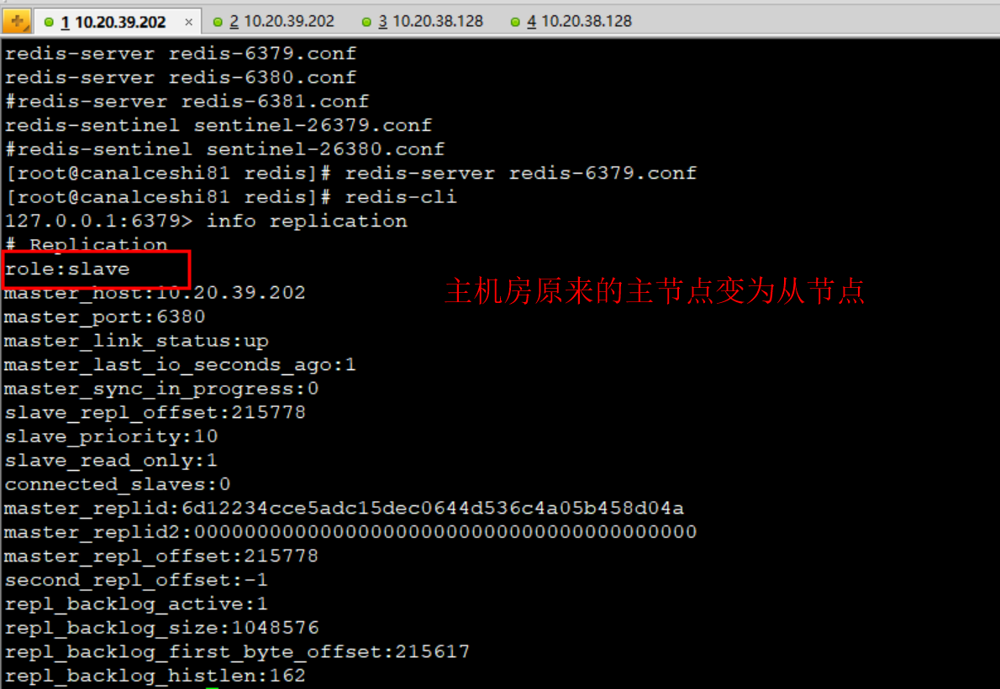 1 10.20.39.202 × 2 10.20.39.202 3 10.20.38.128 4 10.20.38.128
redis-server redis-6379.conf
redis-server redis-6380.conf
#redis-server redis-6381.conf
redis-sentinel sentinel-26379.conf
#redis-sentinel sentinel-26380.conf
[root@canalceshi81 redis]# redis-server redis-6379.conf
[root@canalceshi81 redis]# redis-cli
127.0.0.1:6379> info replication
# Replication
role:slave
master_host:10.20.39.202
主机房原来的主节点变为从节点
master_port:6380
master_link_status:up
master_last_io_seconds_ago:1
master_sync_in_progress:0
slave_repl_offset:215778
slave_priority:10
slave_read_only:1
connected_slaves:0
master_replid:6d12234cce5adc15dec0644d536c4a05b458d04a
master_replid2:0000000000000000000000000000000000000000
master_repl_offset:215778
second_repl_offset:-1
repl_backlog_active:1
repl_backlog_size:1048576
repl_backlog_first_byte_offset:215617
repl_backlog_histlen:162